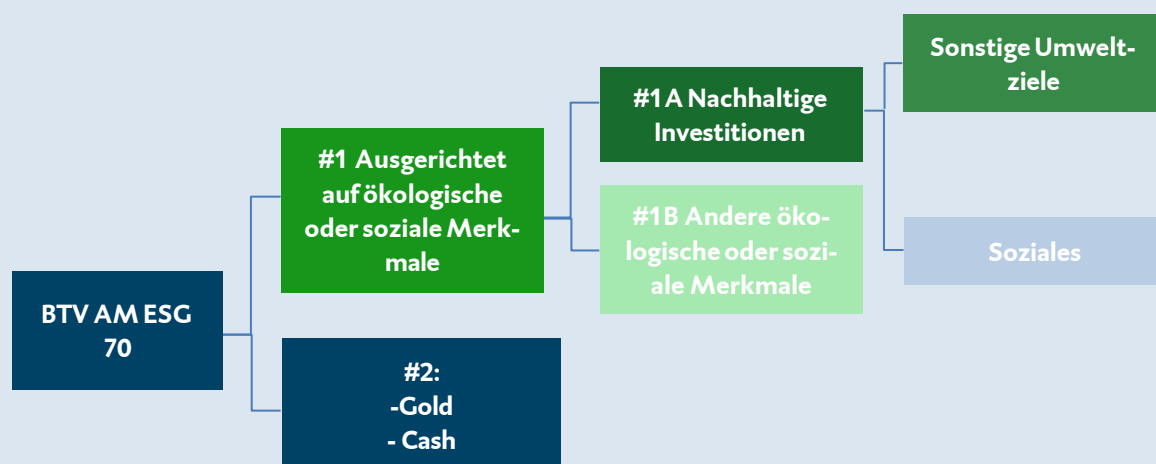 BTV AM ESG
70
#1 Ausgerichtet
auf ökologische
oder soziale Merk-
male
#2:
-Gold
- Cash
#1A Nachhaltige
Investitionen
#1B Andere öko-
logische oder sozi-
ale Merkmale
Sonstige Umwelt-
ziele
Soziales